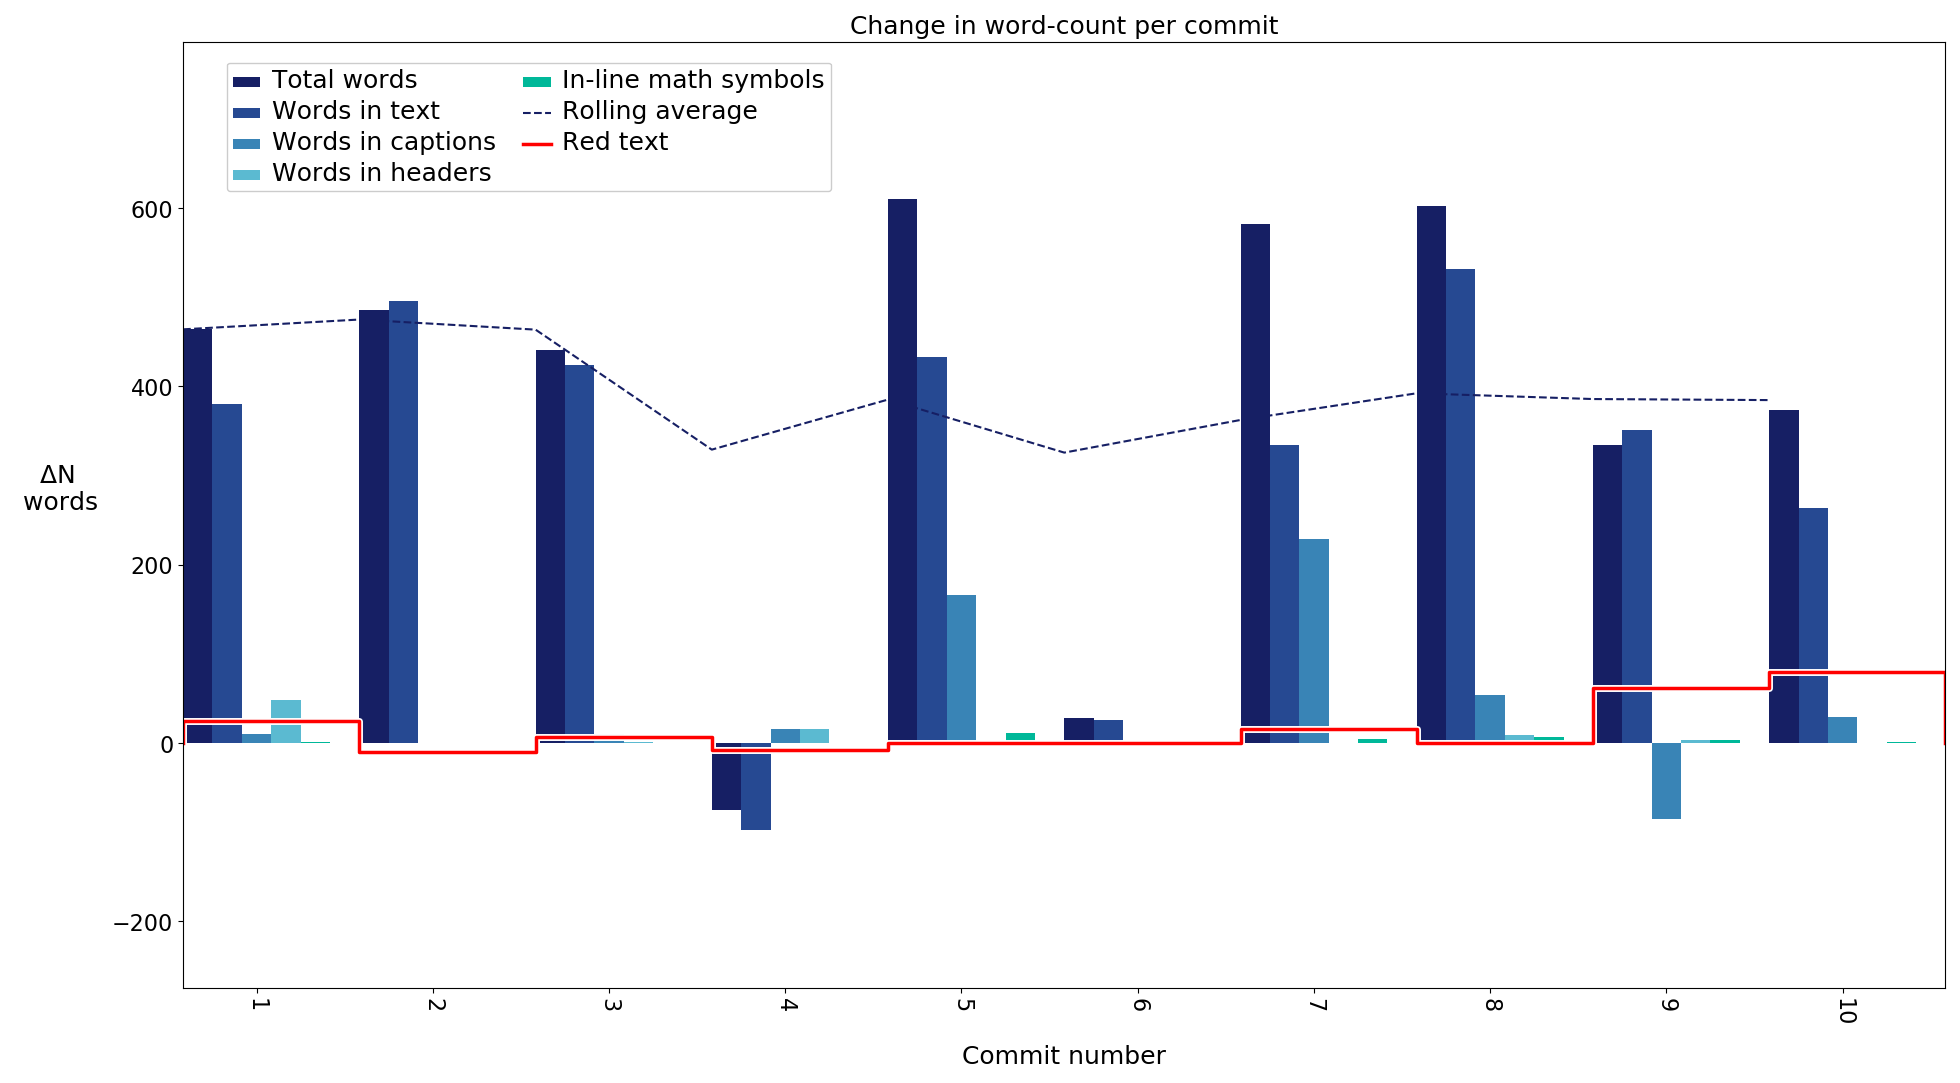 Change in word-count per commit
Total words
Words in text
Words in captions
Words in headers
In-line math symbols
Rolling average
Red text
600
400
200
0
−200
ΔN
words
1
2
3
4
5
6
7
8
9
10
Commit number